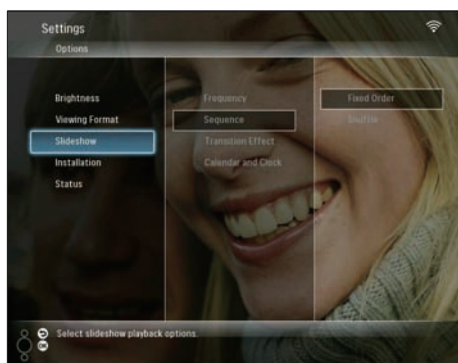 Settings
Options
Brightness
Viewing Format
Slideshow
Installation
Status
Frequency
Sequence
Transition Effect
Calendar and Clock
Fixed Order
Shuffle
Select slideshow playback options.
OK